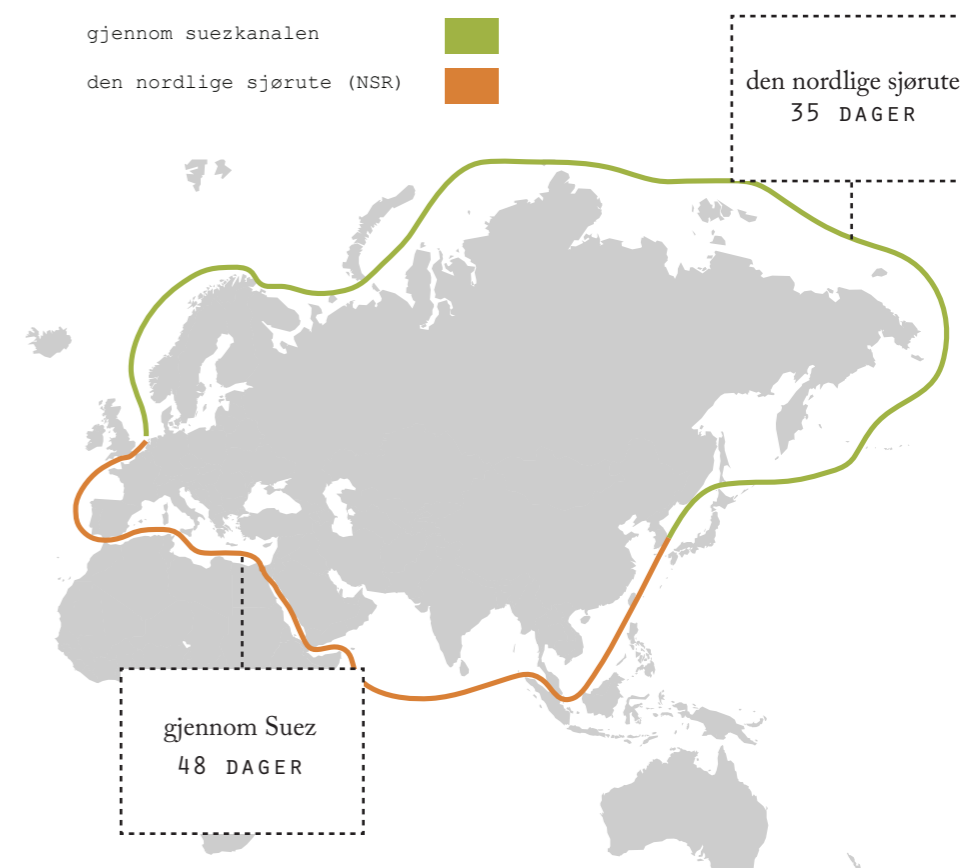 gjennom suezkanalen
den nordlige sjørute (NSR)
den nordlige sjørute
35 DAGER
gjennom Suez
48 DAGER